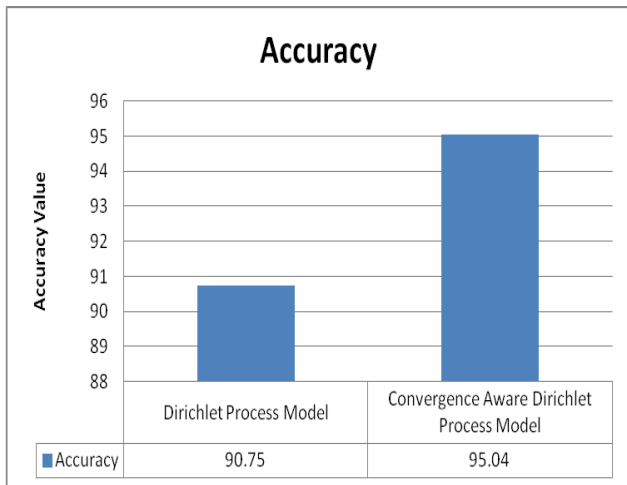 Accuracy
96
95
94
93
92
91
90
89
88
Accuracy Value
Dirichlet Process Model
Convergence Aware Dirichlet
Process Model
Accuracy
90.75
95.04